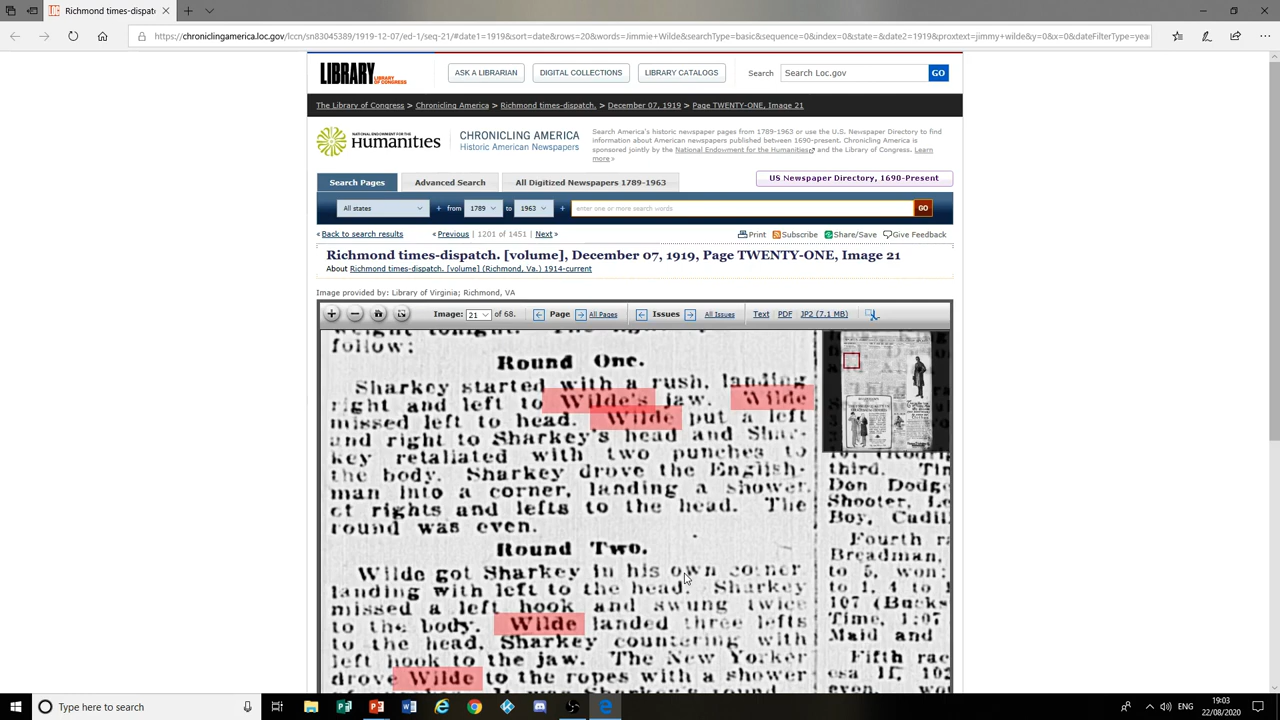 Richmond times-dispatch. [
https://chroniclingamerica.loc.gov/lccn/sn83045389/1919-12-07/ed-1/seq-21/#date1=1919&sort=date&rows=20&words=Jimmie+Wilde&searchType=basic&sequence=0&index=0&state=&date2=1919&proxtext=jimmy+wilde&y=0&x=0&dateFilterType=yea
LIBRARY LIBRARY OF CONGRESS
ASK A LIBRARIAN DIGITAL COLLECTIONS LIBRARY CATALOGS Search Search Loc.gov GO
The Library of Congress > Chronicling America > Richmond times-dispatch. > December 07, 1919 > Page TWENTY-ONE, Image 21
NATIONAL ENDOWMENT FOR THE
Humanities
CHRONICLING AMERICA
Historic American Newspapers
Search America's historic newspaper pages from 1789-1963 or use the U.S. Newspaper Directory to find
information about American newspapers published between 1690-present. Chronicling America is
sponsored jointly by the National Endowment for the Humanities and the Library of Congress. Learn
more »
Search Pages Advanced Search All Digitized Newspapers 1789-1963 US Newspaper Directory, 1690-Present
All states + from 1789 to 1963 + enter one or more search words GO
‹ Back to search results ‹ Previous | 1201 of 1451 | Next › Print Subscribe Share/Save Give Feedback
Richmond times-dispatch. [volume], December 07, 1919, Page TWENTY-ONE, Image 21
About Richmond times-dispatch. [volume] (Richmond, Va.) 1914-current
Image provided by: Library of Virginia; Richmond, VA
Image: 21 of 68. Page All Pages Issues All Issues Text PDF JP2 (7.1 MB)
follow:
Round One.
Sharkey started with a rush, landing
right and left to Wilde's jaw. Wilde
missed left to head. Wilde put a left
and right to Sharkey's head and Shar-
key retaliated with two punches to
the body. Sharkey drove the English-
man into a corner, landing a shower
of rights and lefts to the head. The
round was even.
Round Two.
Wilde got Sharkey in his own corner
landing with left to the head. Sharkey
missed a left hook and swung twice
to the body. Wilde landed three lefts
to the head, Sharkey countering with
left hook to the jaw. The New Yorker
drove Wilde to the ropes with a shower
third. Tin
Don Dodge
Shooter, Le
Boy, Cadil
Fourth r
Breadman,
to 5, won;
to 1, 4 to 1
107 (Bucks
Time, 1:07
Maid and
Fifth rac
Type here to search
ENG
19:03
22/08/2020